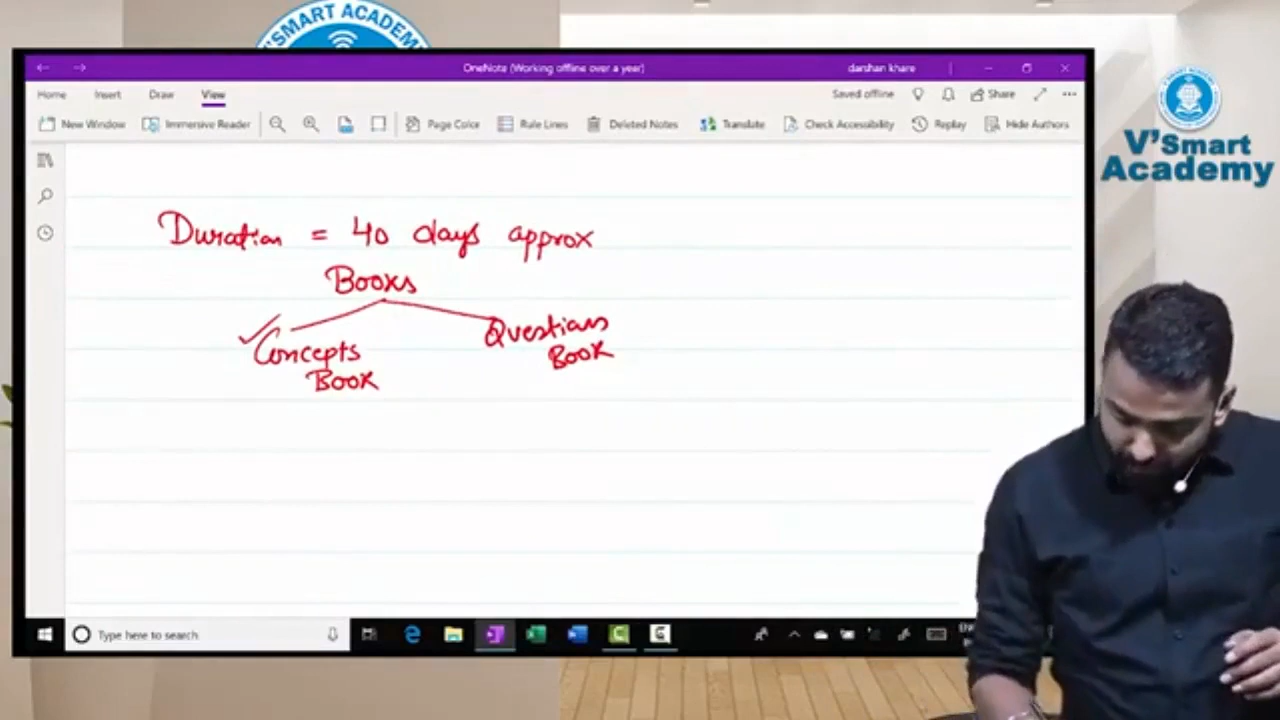 V'SMART ACADEMY
OneNote (Working offline over a year)
darshan khare
Home Insert Draw View
Saved offline
Share
New Window
Immersive Reader
Page Color
Rule Lines
Deleted Notes
Translate
Check Accessibility
Replay
Hide Authors
V'Smart
Academy
Duration = 40 days approx
Books
Concepts
Book
Questions
Book
Type here to search